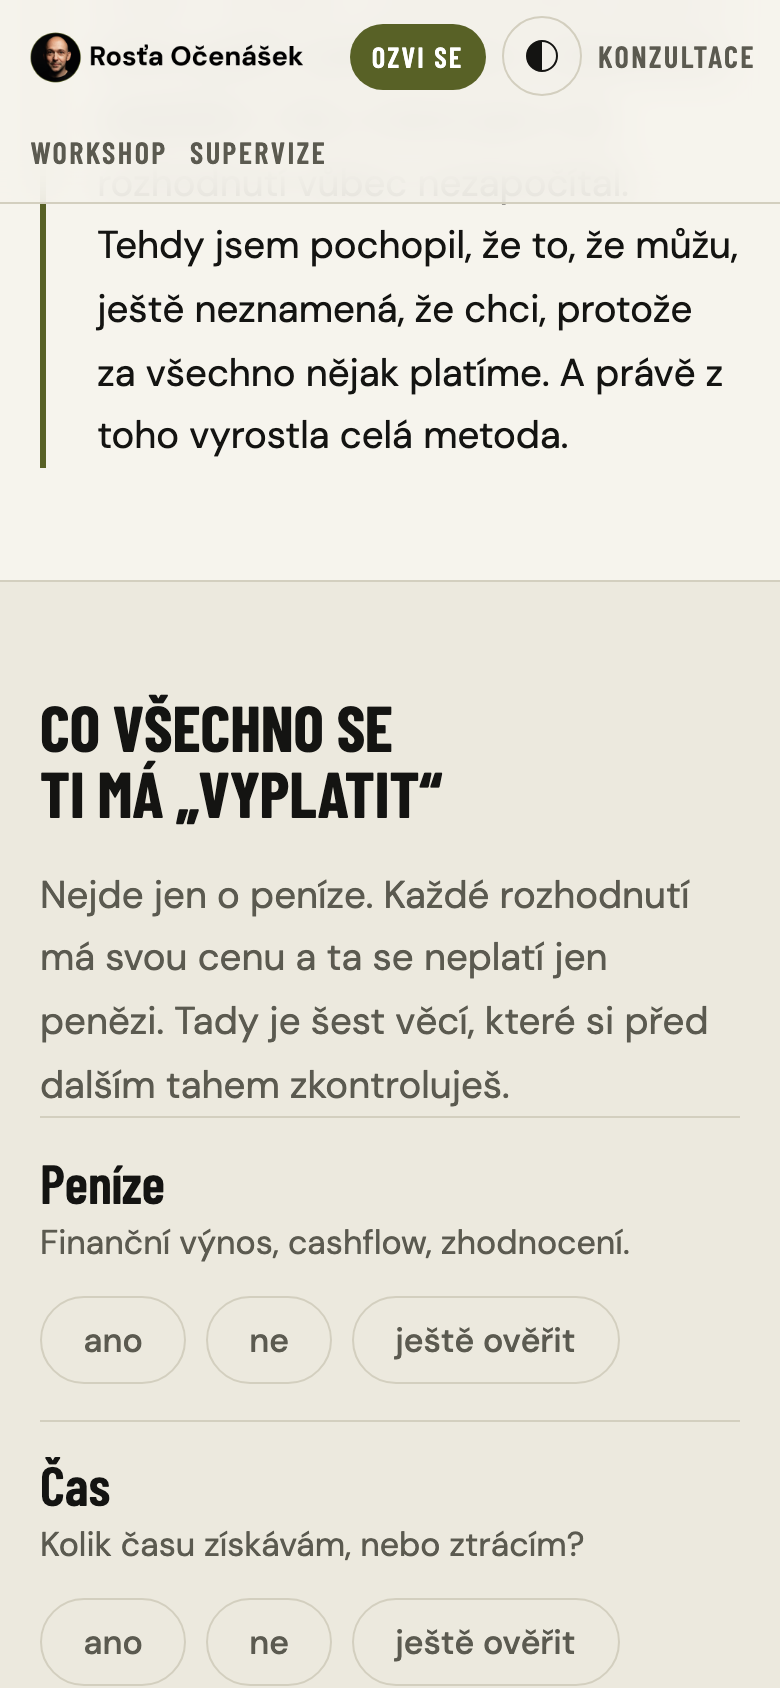 Rosťa Očenášek
OZVI SE
KONZULTACE
WORKSHOP SUPERVIZE
rozhodnutí vůbec nezapočítal.
Tehdy jsem pochopil, že to, že můžu,
ještě neznamená, že chci, protože
za všechno nějak platíme. A právě z
toho vyrostla celá metoda.
CO VŠECHNO SE
TI MÁ „VYPLATIT“
Nejde jen o peníze. Každé rozhodnutí
má svou cenu a ta se neplatí jen
penězi. Tady je šest věcí, které si před
dalším tahem zkontroluješ.
Peníze
Finanční výnos, cashflow, zhodnocení.
ano ne ještě ověřit
Čas
Kolik času získávám, nebo ztrácím?
ano ne ještě ověřit